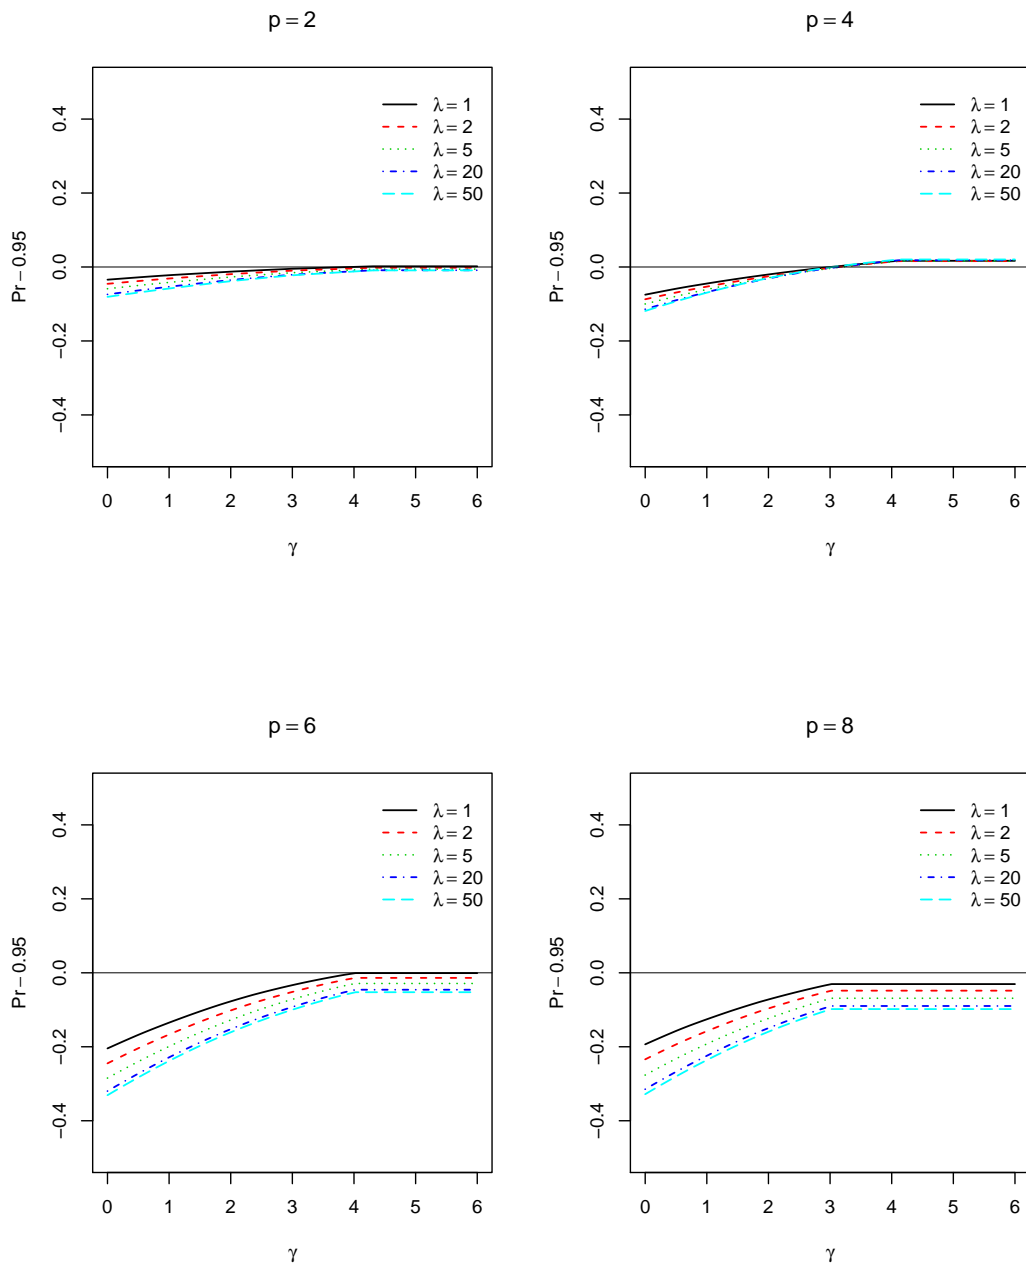 p = 2
λ = 1
λ = 2
λ = 5
λ = 20
λ = 50
Pr − 0.95
0.4
0.2
0.0
−0.2
−0.4
0 1 2 3 4 5 6
γ
p = 4
λ = 1
λ = 2
λ = 5
λ = 20
λ = 50
Pr − 0.95
0.4
0.2
0.0
−0.2
−0.4
0 1 2 3 4 5 6
γ
p = 6
λ = 1
λ = 2
λ = 5
λ = 20
λ = 50
Pr − 0.95
0.4
0.2
0.0
−0.2
−0.4
0 1 2 3 4 5 6
γ
p = 8
λ = 1
λ = 2
λ = 5
λ = 20
λ = 50
Pr − 0.95
0.4
0.2
0.0
−0.2
−0.4
0 1 2 3 4 5 6
γ